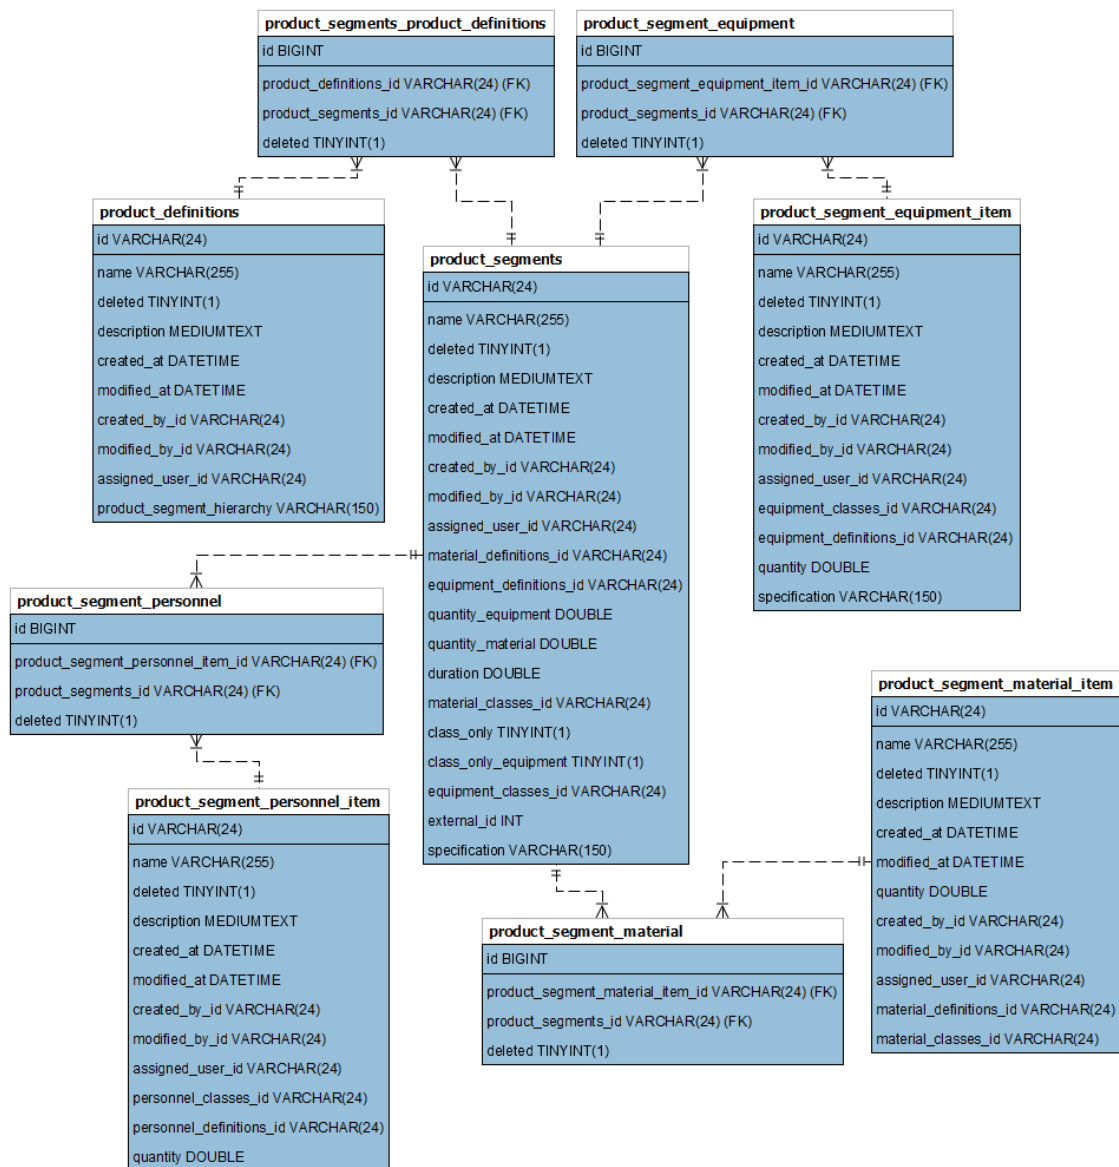 product_segments_product_definitions
id BIGINT
product_definitions_id VARCHAR(24) (FK)
product_segments_id VARCHAR(24) (FK)
deleted TINYINT(1)
product_segment_equipment
id BIGINT
product_segment_equipment_item_id VARCHAR(24) (FK)
product_segments_id VARCHAR(24) (FK)
deleted TINYINT(1)
product_definitions
id VARCHAR(24)
name VARCHAR(255)
deleted TINYINT(1)
description MEDIUMTEXT
created_at DATETIME
modified_at DATETIME
created_by_id VARCHAR(24)
modified_by_id VARCHAR(24)
assigned_user_id VARCHAR(24)
product_segment_hierarchy VARCHAR(150)
product_segments
id VARCHAR(24)
name VARCHAR(255)
deleted TINYINT(1)
description MEDIUMTEXT
created_at DATETIME
modified_at DATETIME
created_by_id VARCHAR(24)
modified_by_id VARCHAR(24)
assigned_user_id VARCHAR(24)
material_definitions_id VARCHAR(24)
equipment_definitions_id VARCHAR(24)
quantity_equipment DOUBLE
quantity_material DOUBLE
duration DOUBLE
material_classes_id VARCHAR(24)
class_only TINYINT(1)
class_only_equipment TINYINT(1)
equipment_classes_id VARCHAR(24)
external_id INT
specification VARCHAR(150)
product_segment_equipment_item
id VARCHAR(24)
name VARCHAR(255)
deleted TINYINT(1)
description MEDIUMTEXT
created_at DATETIME
modified_at DATETIME
created_by_id VARCHAR(24)
modified_by_id VARCHAR(24)
assigned_user_id VARCHAR(24)
equipment_classes_id VARCHAR(24)
equipment_definitions_id VARCHAR(24)
quantity DOUBLE
specification VARCHAR(150)
product_segment_personnel
id BIGINT
product_segment_personnel_item_id VARCHAR(24) (FK)
product_segments_id VARCHAR(24) (FK)
deleted TINYINT(1)
product_segment_material_item
id VARCHAR(24)
name VARCHAR(255)
deleted TINYINT(1)
description MEDIUMTEXT
created_at DATETIME
modified_at DATETIME
quantity DOUBLE
created_by_id VARCHAR(24)
modified_by_id VARCHAR(24)
assigned_user_id VARCHAR(24)
material_definitions_id VARCHAR(24)
material_classes_id VARCHAR(24)
product_segment_personnel_item
id VARCHAR(24)
name VARCHAR(255)
deleted TINYINT(1)
description MEDIUMTEXT
created_at DATETIME
modified_at DATETIME
created_by_id VARCHAR(24)
modified_by_id VARCHAR(24)
assigned_user_id VARCHAR(24)
personnel_classes_id VARCHAR(24)
personnel_definitions_id VARCHAR(24)
quantity DOUBLE
product_segment_material
id BIGINT
product_segment_material_item_id VARCHAR(24) (FK)
product_segments_id VARCHAR(24) (FK)
deleted TINYINT(1)